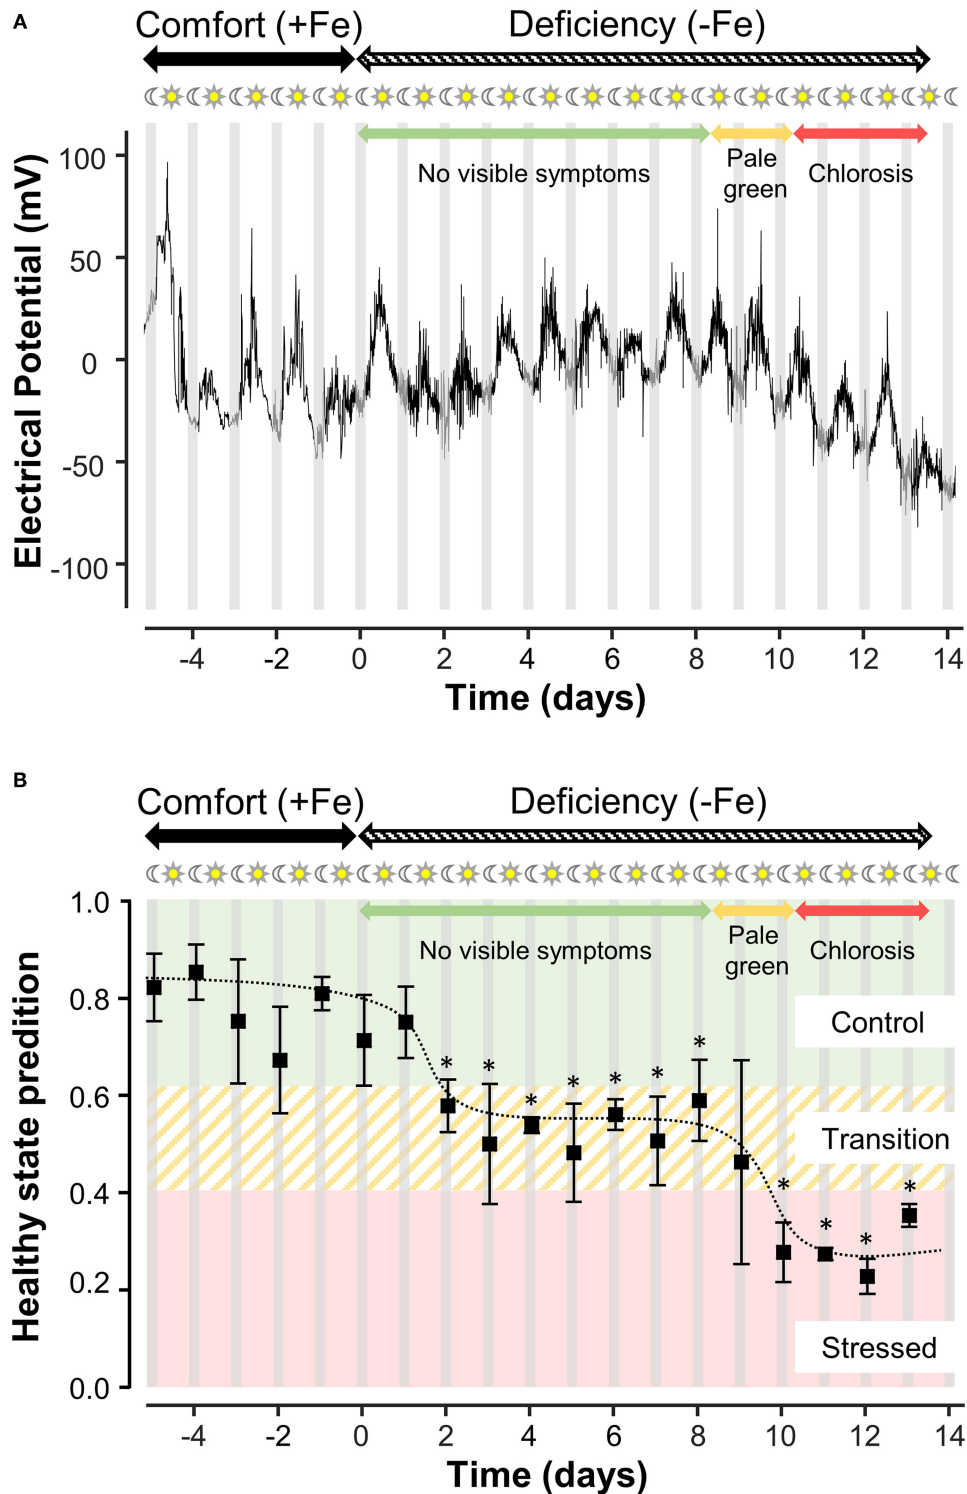 A
Comfort (+Fe) Deficiency (-Fe)
No visible symptoms
Pale
green
Chlorosis
Electrical Potential (mV)
100
50
0
-50
-100
-4 -2 0 2 4 6 8 10 12 14
Time (days)
B
Comfort (+Fe) Deficiency (-Fe)
No visible symptoms
Pale
green
Chlorosis
Healthy state predition
1.0
0.8
0.6
0.4
0.2
0.0
* * * * * * * * * * *
Control
Transition
Stressed
-4 -2 0 2 4 6 8 10 12 14
Time (days)